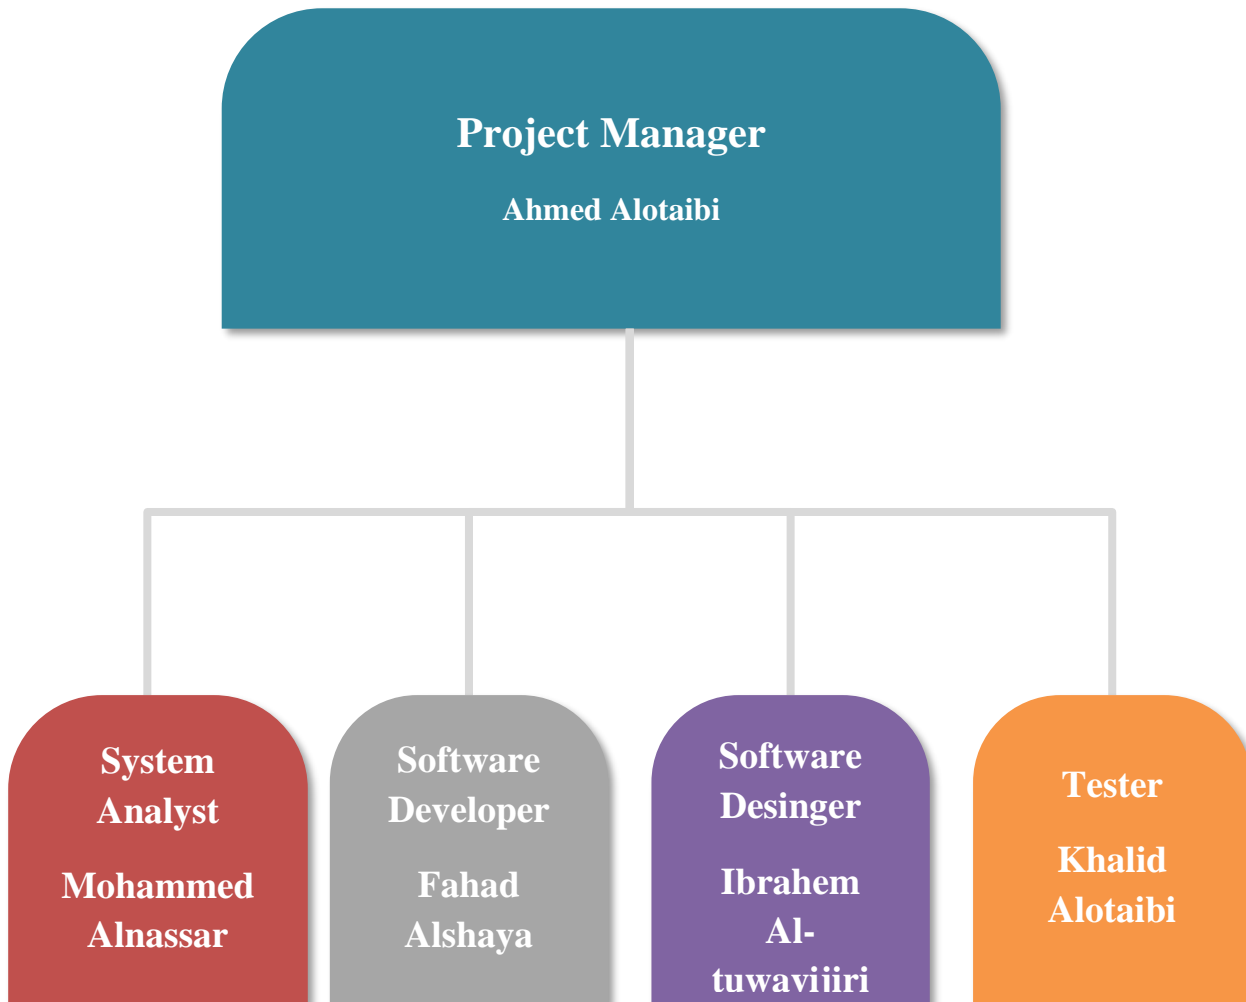 Project Manager
Ahmed Alotaibi
System
Analyst
Mohammed
Alnassar
Software
Developer
Fahad
Alshaya
Software
Desinger
Ibrahem
Al-
Tester
Khalid
Alotaibi